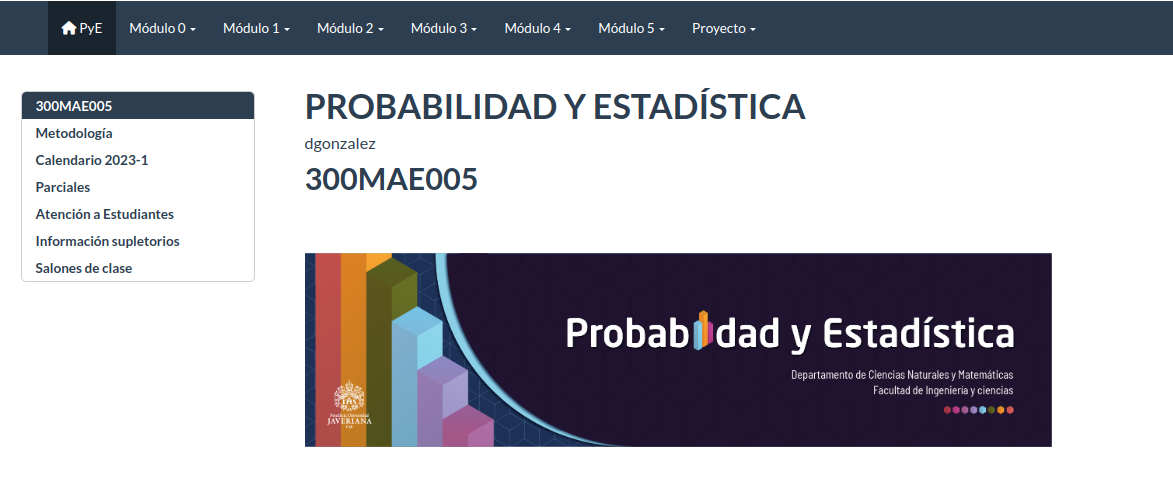 PyE Módulo 0 Módulo 1 Módulo 2 Módulo 3 Módulo 4 Módulo 5 Proyecto
300MAE005
Metodología
Calendario 2023-1
Parciales
Atención a Estudiantes
Información supletorios
Salones de clase
PROBABILIDAD Y ESTADÍSTICA
dgonzalez
300MAE005
Probabilidad y Estadística
Departamento de Ciencias Naturales y Matemáticas
Facultad de Ingeniería y ciencias
IHS
Pontificia Universidad
JAVERIANA
Cali